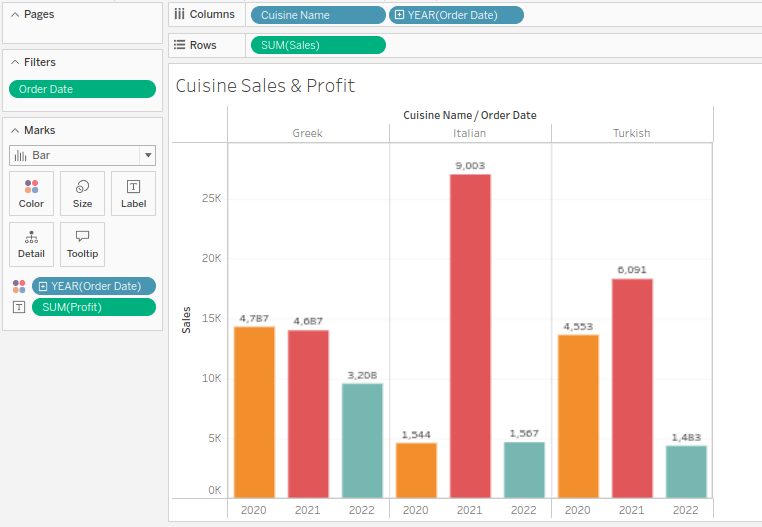 Pages
Columns
Cuisine Name
YEAR(Order Date)
Rows
SUM(Sales)
Filters
Order Date
Marks
Bar
Color
Size
Label
Detail
Tooltip
YEAR(Order Date)
SUM(Profit)
Cuisine Sales & Profit
Cuisine Name / Order Date
Greek
Italian
Turkish
Sales
25K
20K
15K
10K
5K
0K
4,787
4,687
3,208
1,544
9,003
1,567
4,553
6,091
1,483
2020
2021
2022
2020
2021
2022
2020
2021
2022